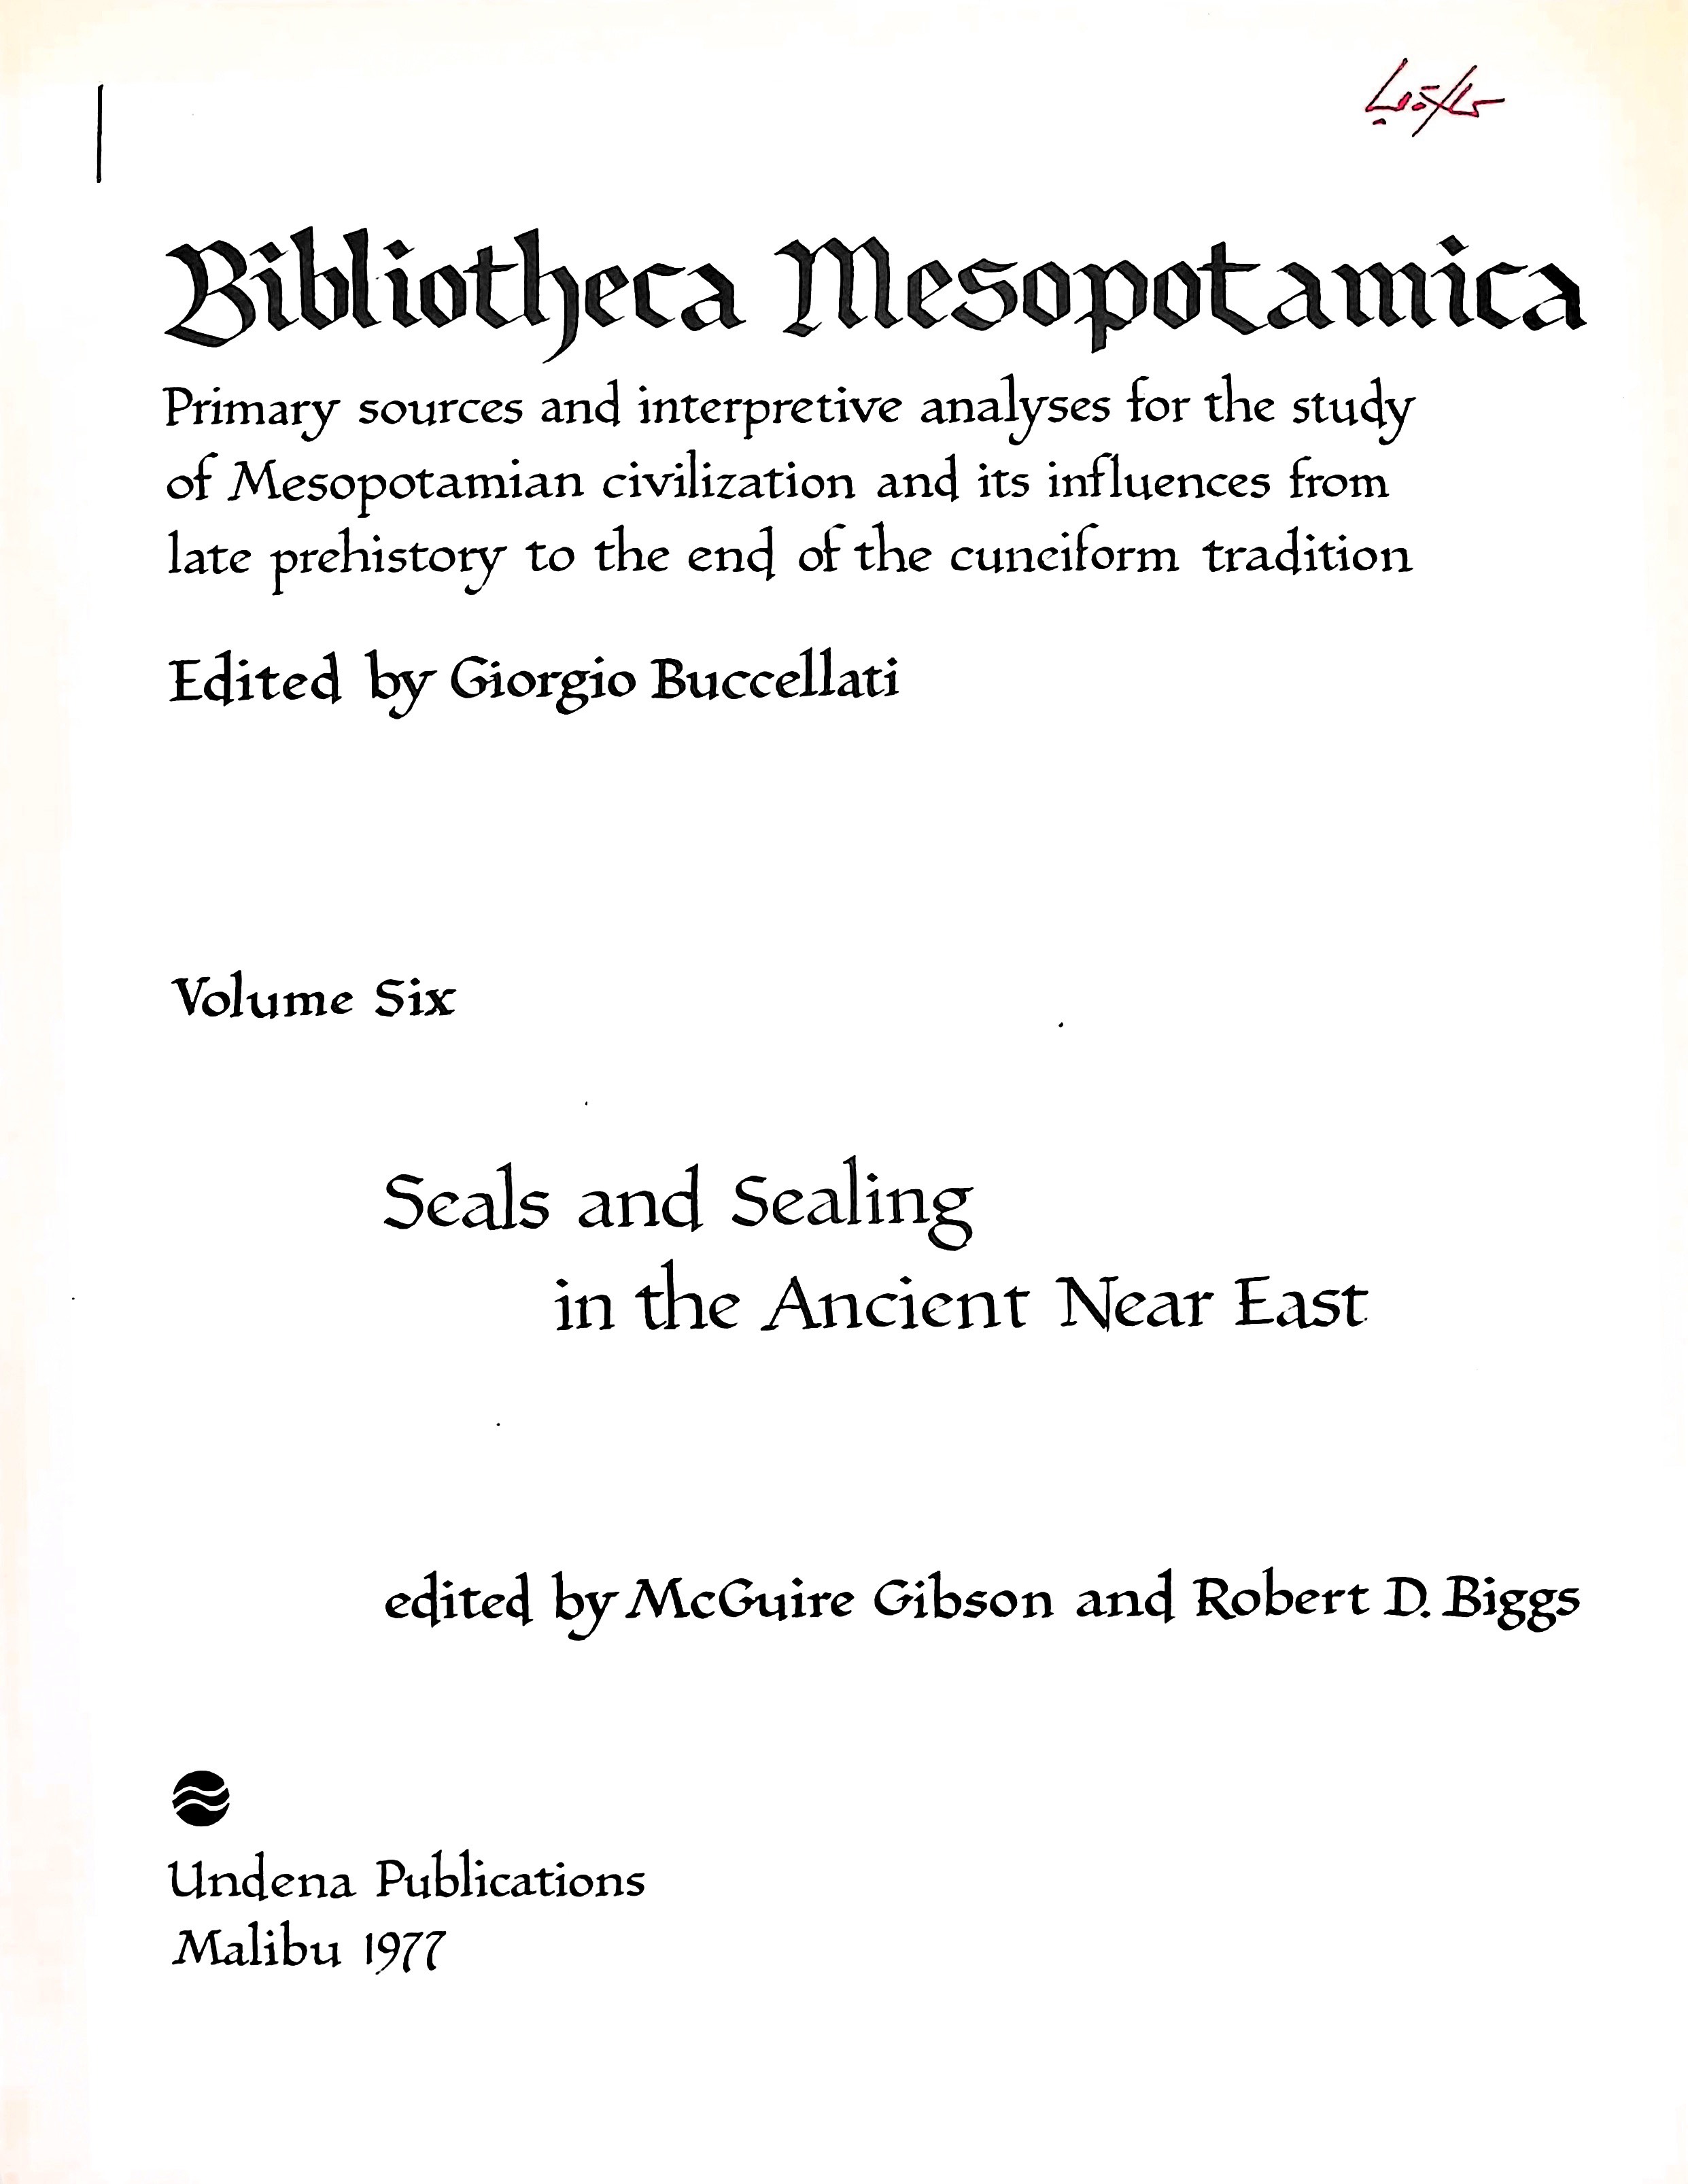 Bibliotheca Mesopotamica
Primary sources and interpretive analyses for the study
of Mesopotamian civilization and its influences from
late prehistory to the end of the cuneiform tradition
Edited by Giorgio Buccellati
Volume Six
Seals and Sealing
in the Ancient Near East
edited by McGuire Gibson and Robert D. Biggs
Undena Publications
Malibu 1977